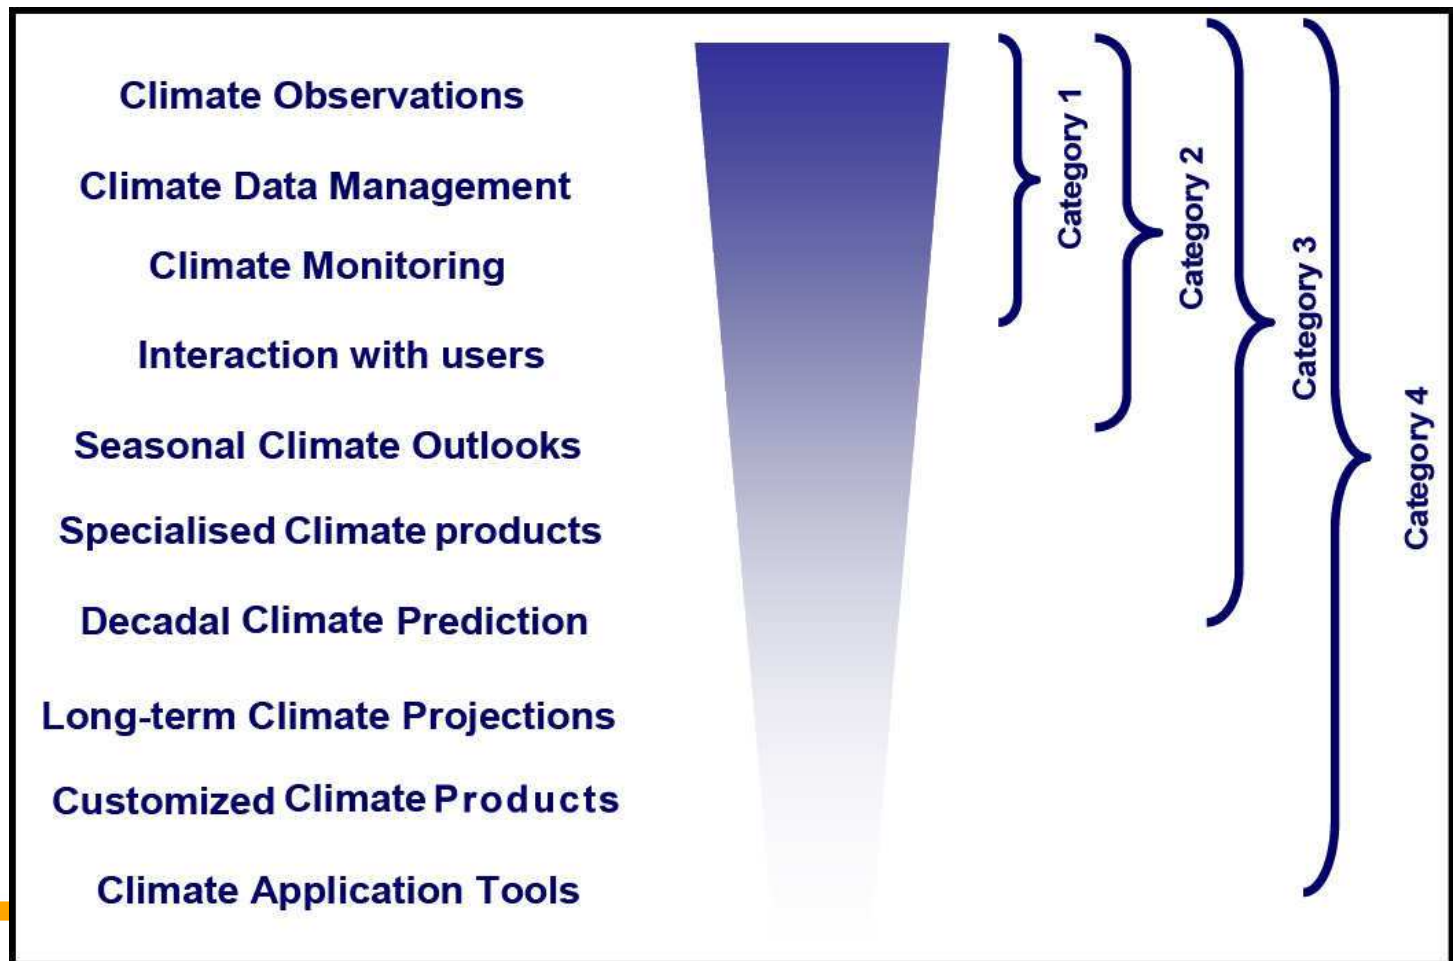 Climate Observations
Climate Data Management
Climate Monitoring
Interaction with users
Seasonal Climate Outlooks
Specialised Climate products
Decadal Climate Prediction
Long-term Climate Projections
Customized Climate Products
Climate Application Tools
Category 1
Category 2
Category 3
Category 4